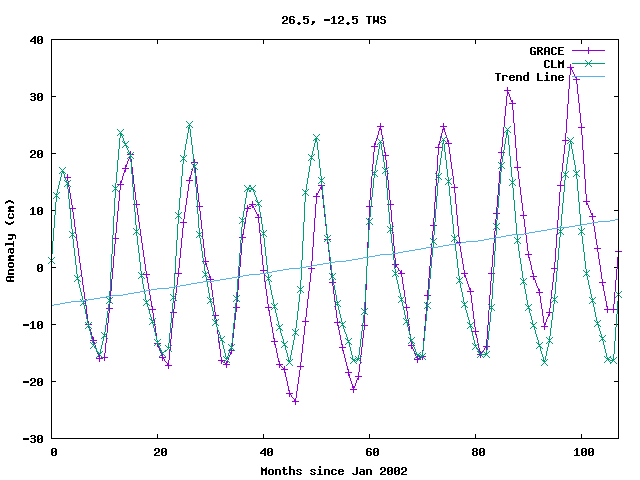 26.5, -12.5 TWS
40
30
20
10
0
-10
-20
-30
0 20 40 60 80 100
Anomaly (cm)
Months since Jan 2002
GRACE
CLM
Trend Line